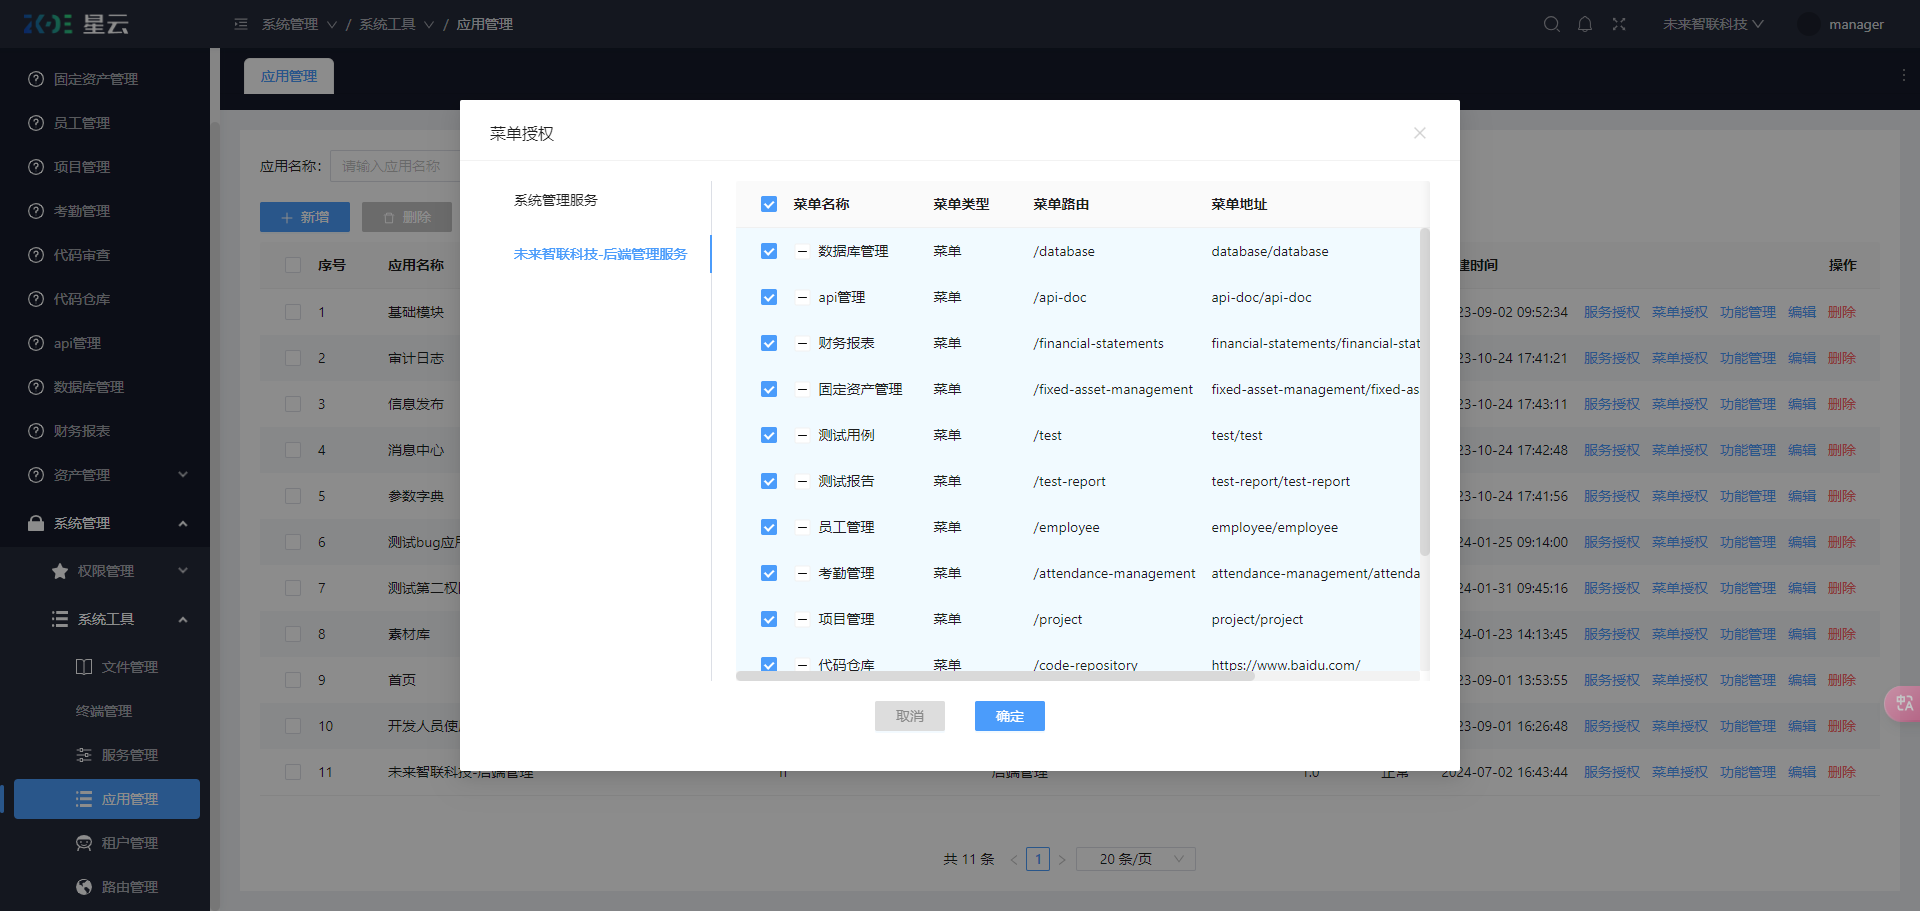 星云
系统管理 / 系统工具 / 应用管理
未来智联科技
manager
固定资产管理
员工管理
项目管理
考勤管理
代码审查
代码仓库
api管理
数据库管理
财务报表
资产管理
系统管理
权限管理
系统工具
文件管理
终端管理
服务管理
应用管理
租户管理
路由管理
应用管理
应用名称：
请输入应用名称
新增
删除
序号 应用名称 建时间 操作
1 基础模块 23-09-02 09:52:34 服务授权 菜单授权 功能管理 编辑 删除
2 审计日志 23-10-24 17:41:21 服务授权 菜单授权 功能管理 编辑 删除
3 信息发布 23-10-24 17:43:11 服务授权 菜单授权 功能管理 编辑 删除
4 消息中心 23-10-24 17:42:48 服务授权 菜单授权 功能管理 编辑 删除
5 参数字典 23-10-24 17:41:56 服务授权 菜单授权 功能管理 编辑 删除
6 测试bug应 24-01-25 09:14:00 服务授权 菜单授权 功能管理 编辑 删除
7 测试第二权 24-01-31 09:45:16 服务授权 菜单授权 功能管理 编辑 删除
8 素材库 24-01-23 14:13:45 服务授权 菜单授权 功能管理 编辑 删除
9 首页 23-09-01 13:53:55 服务授权 菜单授权 功能管理 编辑 删除
10 开发人员使 23-09-01 16:26:48 服务授权 菜单授权 功能管理 编辑 删除
11 未来智联科技-后端管理 后端管理 1.0 正常 2024-07-02 16:43:44 服务授权 菜单授权 功能管理 编辑 删除
共 11 条
1
20 条/页
菜单授权
系统管理服务
未来智联科技-后端管理服务
菜单名称 菜单类型 菜单路由 菜单地址
数据库管理 菜单 /database database/database
api管理 菜单 /api-doc api-doc/api-doc
财务报表 菜单 /financial-statements financial-statements/financial-stat
固定资产管理 菜单 /fixed-asset-management fixed-asset-management/fixed-as
测试用例 菜单 /test test/test
测试报告 菜单 /test-report test-report/test-report
员工管理 菜单 /employee employee/employee
考勤管理 菜单 /attendance-management attendance-management/attenda
项目管理 菜单 /project project/project
代码仓库 菜单 /code-repository https://www.baidu.com/
取消
确定